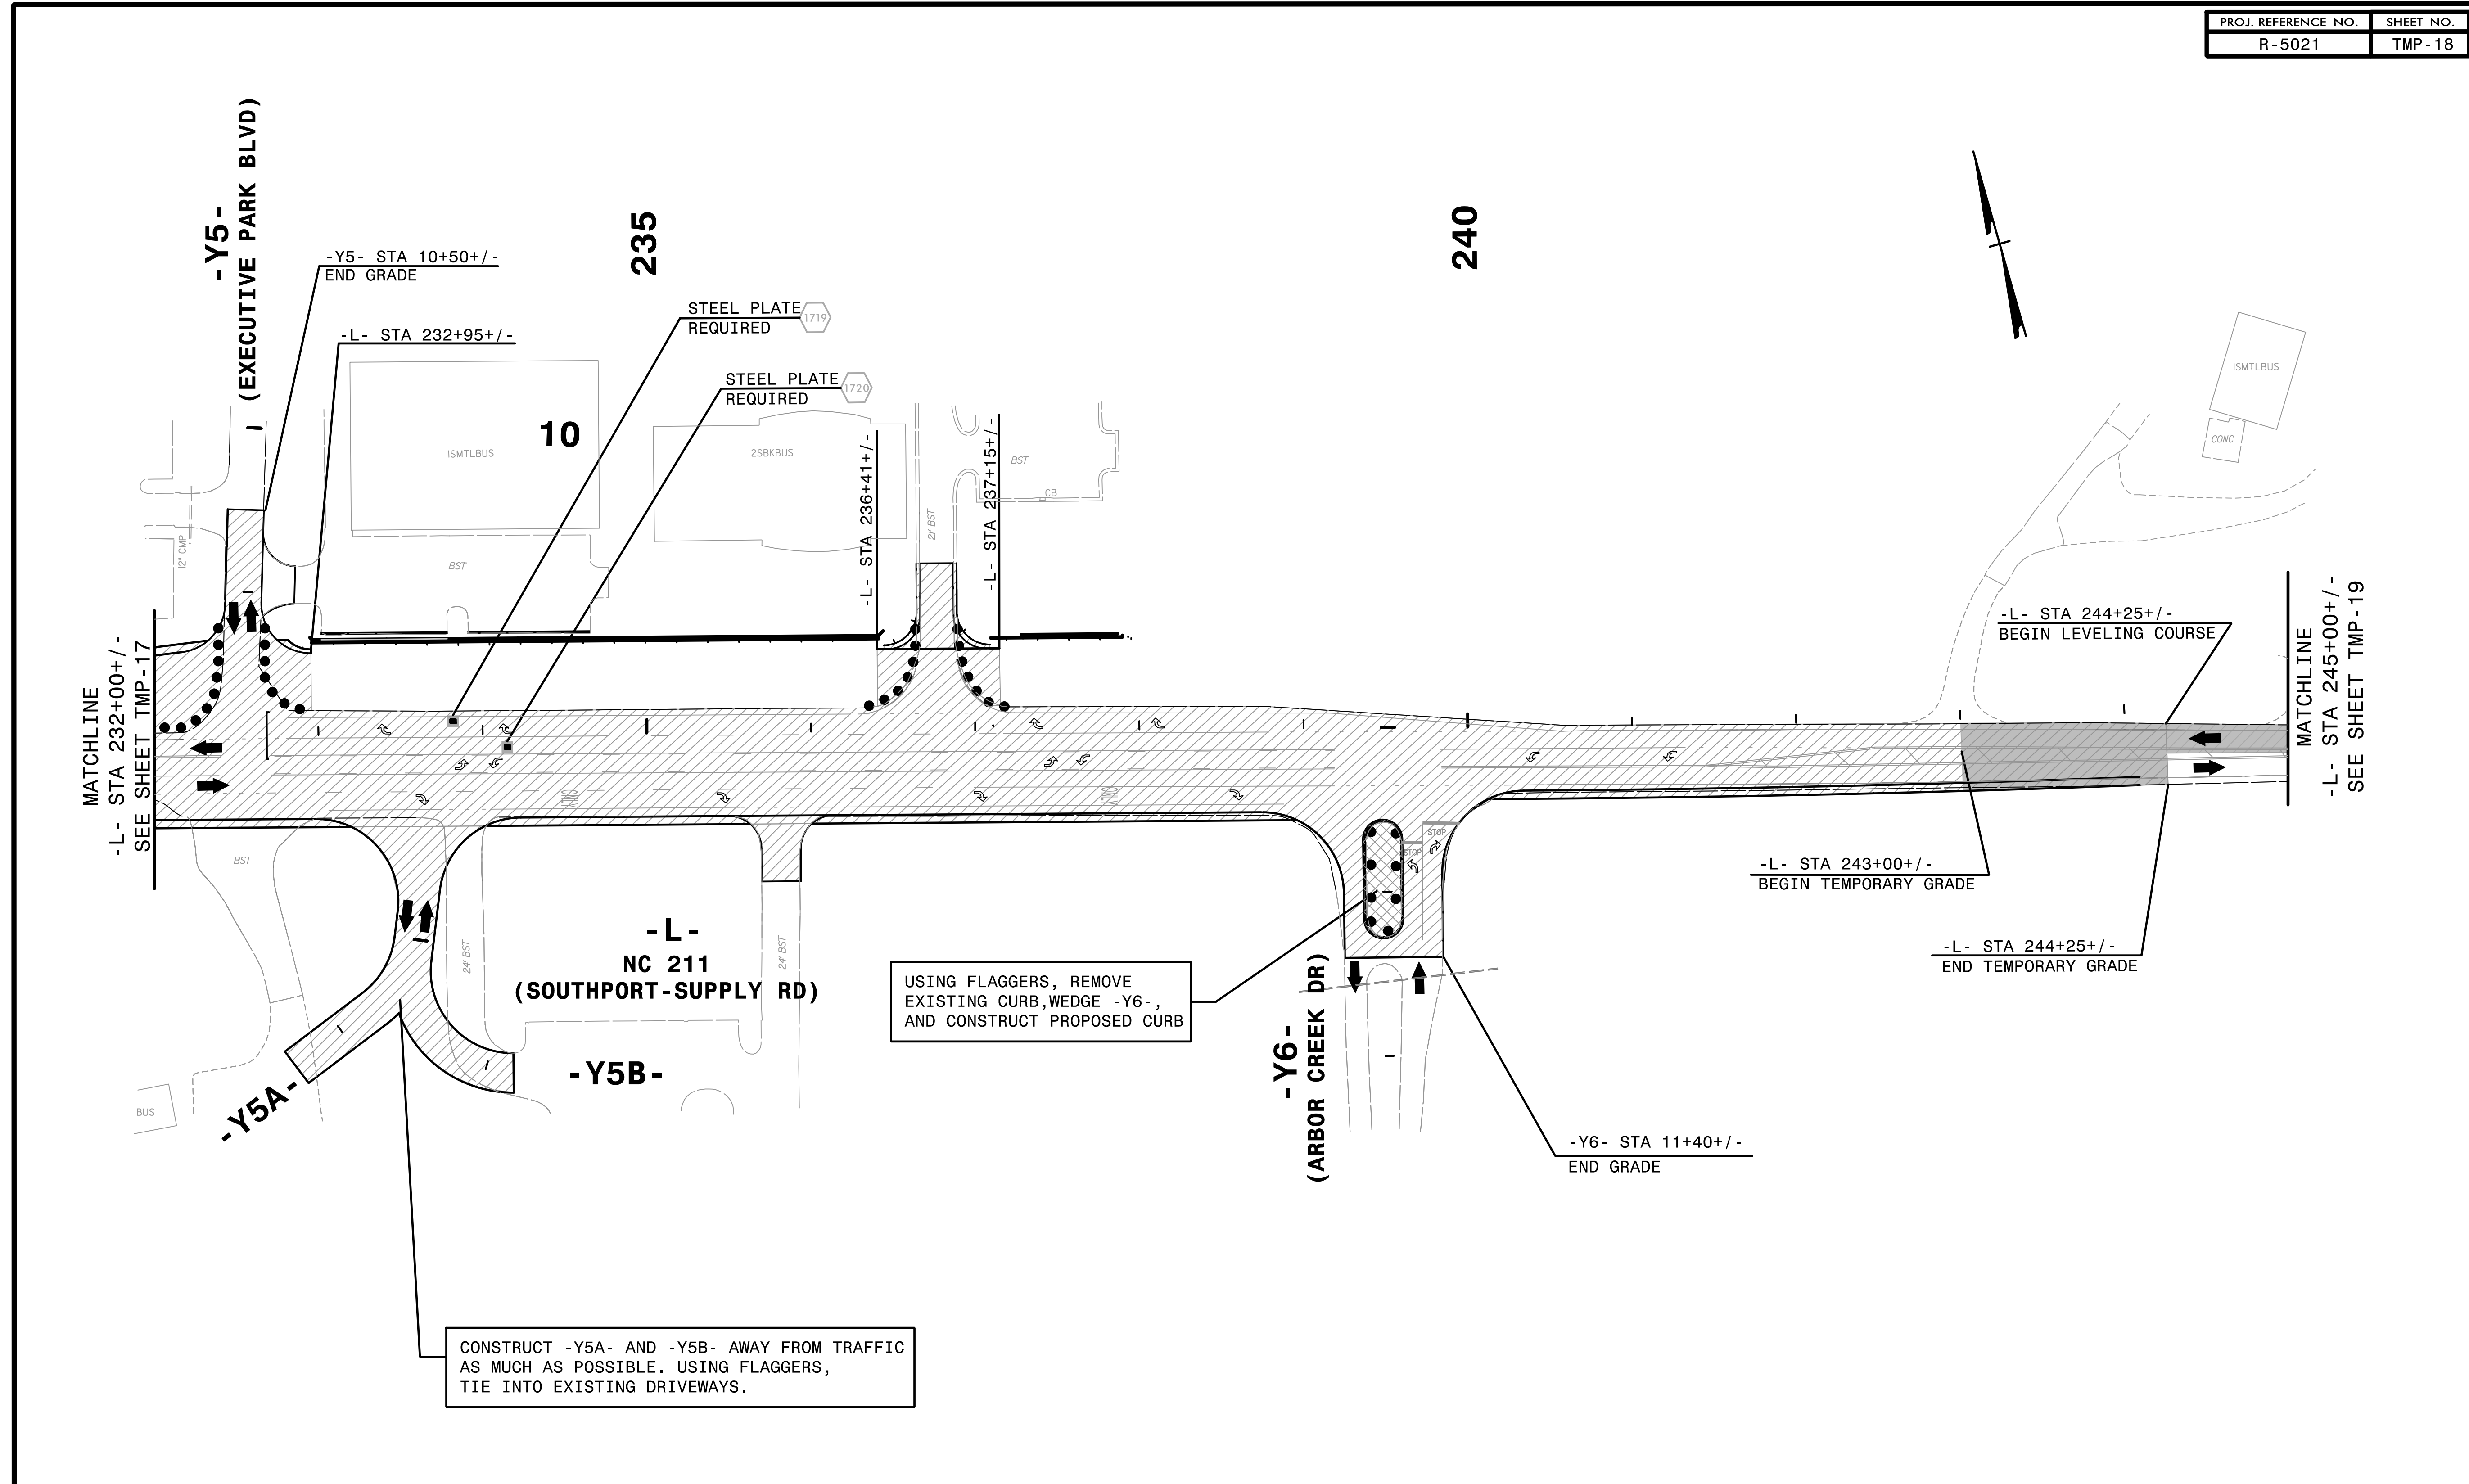 PROJ. REFERENCE NO.
SHEET NO.
R-5021
TMP-18
-Y5-
(EXECUTIVE PARK BLVD)
235
240
-Y5- STA 10+50+/-
END GRADE
-L- STA 232+95+/-
STEEL PLATE
REQUIRED
1719
STEEL PLATE
REQUIRED
1720
10
1SMTLBUS
2SBKBUS
BST
12" CMP
-L- STA 236+41+/-
21' BST
-L- STA 237+15+/-
BST
CB
1SMTLBUS
CONC
MATCHLINE
-L- STA 232+00+/-
SEE SHEET TMP-17
-L- STA 244+25+/-
BEGIN LEVELING COURSE
MATCHLINE
-L- STA 245+00+/-
SEE SHEET TMP-19
ONLY
ONLY
STOP
STOP
BST
24' BST
24' BST
-L- STA 243+00+/-
BEGIN TEMPORARY GRADE
-L- STA 244+25+/-
END TEMPORARY GRADE
-L-
NC 211
(SOUTHPORT-SUPPLY RD)
USING FLAGGERS, REMOVE
EXISTING CURB,WEDGE -Y6-,
AND CONSTRUCT PROPOSED CURB
-Y5A-
-Y5B-
BUS
-Y6-
(ARBOR CREEK DR)
-Y6- STA 11+40+/-
END GRADE
CONSTRUCT -Y5A- AND -Y5B- AWAY FROM TRAFFIC
AS MUCH AS POSSIBLE. USING FLAGGERS,
TIE INTO EXISTING DRIVEWAYS.